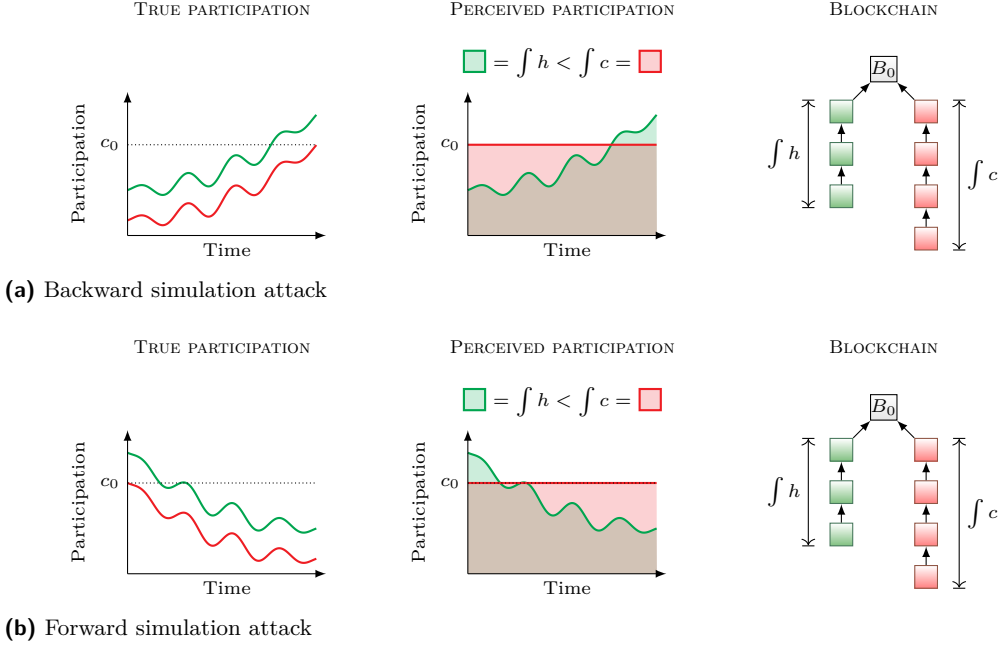 TRUE PARTICIPATION
PERCEIVED PARTICIPATION
BLOCKCHAIN
= ∫ h < ∫ c =
Participation
c₀
Time
Participation
Time
B₀
∫ h
∫ c
(a) Backward simulation attack
TRUE PARTICIPATION
PERCEIVED PARTICIPATION
BLOCKCHAIN
= ∫ h < ∫ c =
Participation
c₀
Time
Participation
c₀
Time
B₀
∫ h
∫ c
(b) Forward simulation attack